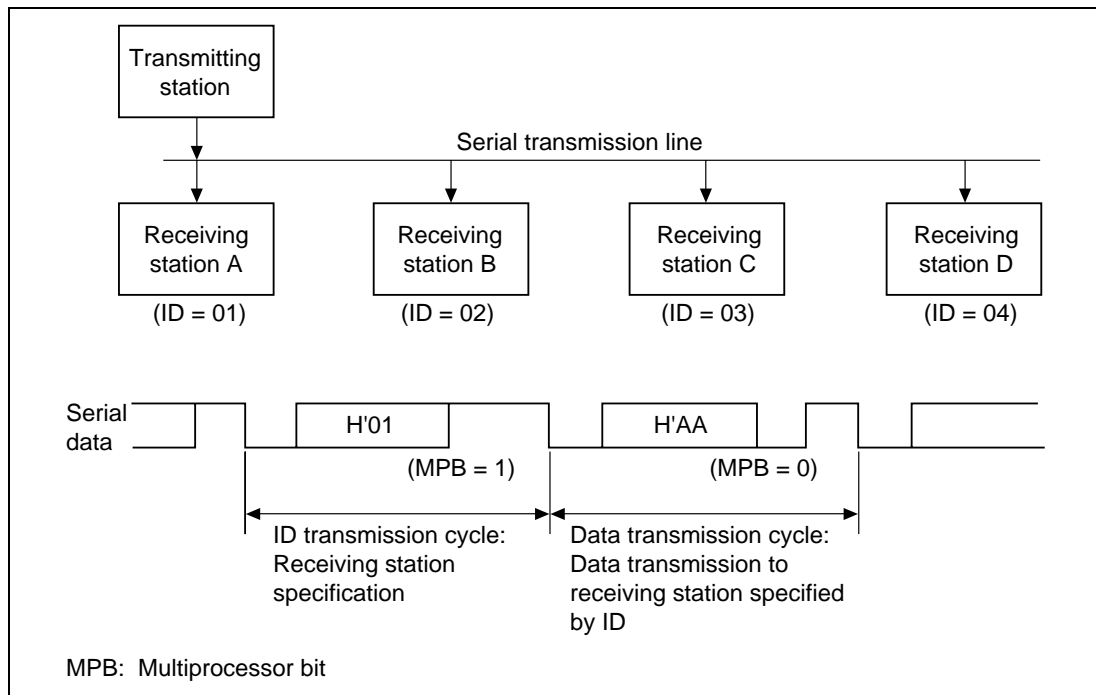 Transmitting
station
Serial transmission line
Receiving
station A
Receiving
station B
Receiving
station C
Receiving
station D
(ID = 01)
(ID = 02)
(ID = 03)
(ID = 04)
Serial
data
H'01
H'AA
(MPB = 1)
(MPB = 0)
ID transmission cycle:
Receiving station
specification
Data transmission cycle:
Data transmission to
receiving station specified
by ID
MPB: Multiprocessor bit